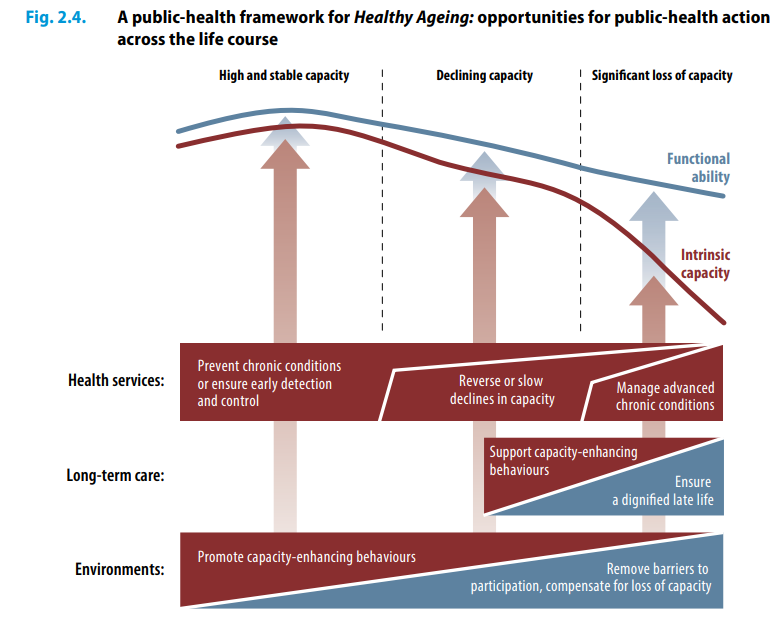 Fig. 2.4. A public-health framework for Healthy Ageing: opportunities for public-health action
across the life course
High and stable capacity
Declining capacity
Significant loss of capacity
Functional
ability
Intrinsic
capacity
Health services:
Prevent chronic conditions
or ensure early detection
and control
Reverse or slow
declines in capacity
Manage advanced
chronic conditions
Long-term care:
Support capacity-enhancing
behaviours
Ensure
a dignified late life
Environments:
Promote capacity-enhancing behaviours
Remove barriers to
participation, compensate for loss of capacity